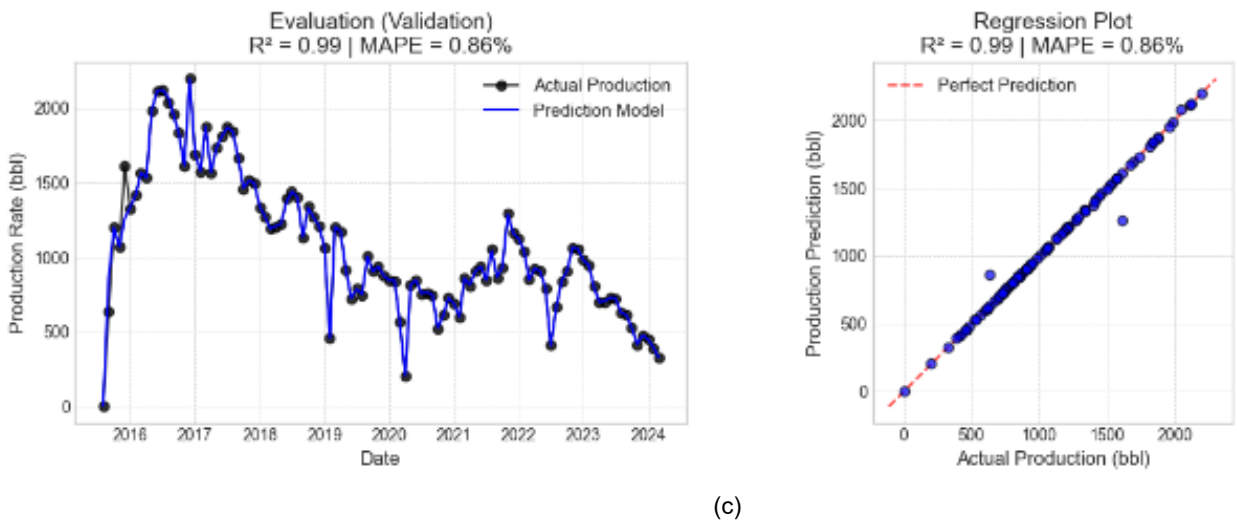 Evaluation (Validation)
R² = 0.99 | MAPE = 0.86%
Production Rate (bbl)
2000
1500
1000
500
0
Actual Production
Prediction Model
2016 2017 2018 2019 2020 2021 2022 2023 2024
Date
Regression Plot
R² = 0.99 | MAPE = 0.86%
Production Prediction (bbl)
2000
1500
1000
500
0
Perfect Prediction
0 500 1000 1500 2000
Actual Production (bbl)
(c)